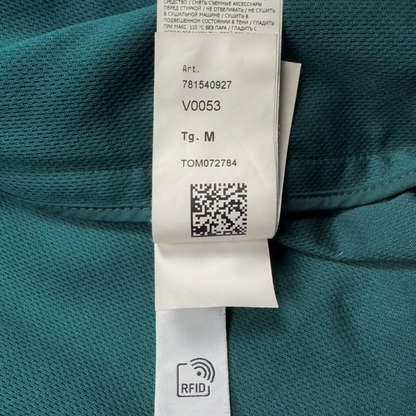 СРЕДСТВО / СНЯТЬ СЪЕМНЫЕ АКСЕССУАРЫ
ПЕРЕД СТИРКОЙ / НЕ ОТБЕЛИВАТЬ / НЕ СУШИТЬ
В СУШИЛЬНОЙ МАШИНЕ / СУШИТЬ В
ПОДВЕШЕННОМ СОСТОЯНИИ В ТЕНИ / ГЛАДИТЬ
ПРИ МАКС. 110 °C БЕЗ ПАРА / ГЛАДИТЬ С
Art.
781540927
V0053
Tg. M
TOM072784
RFID